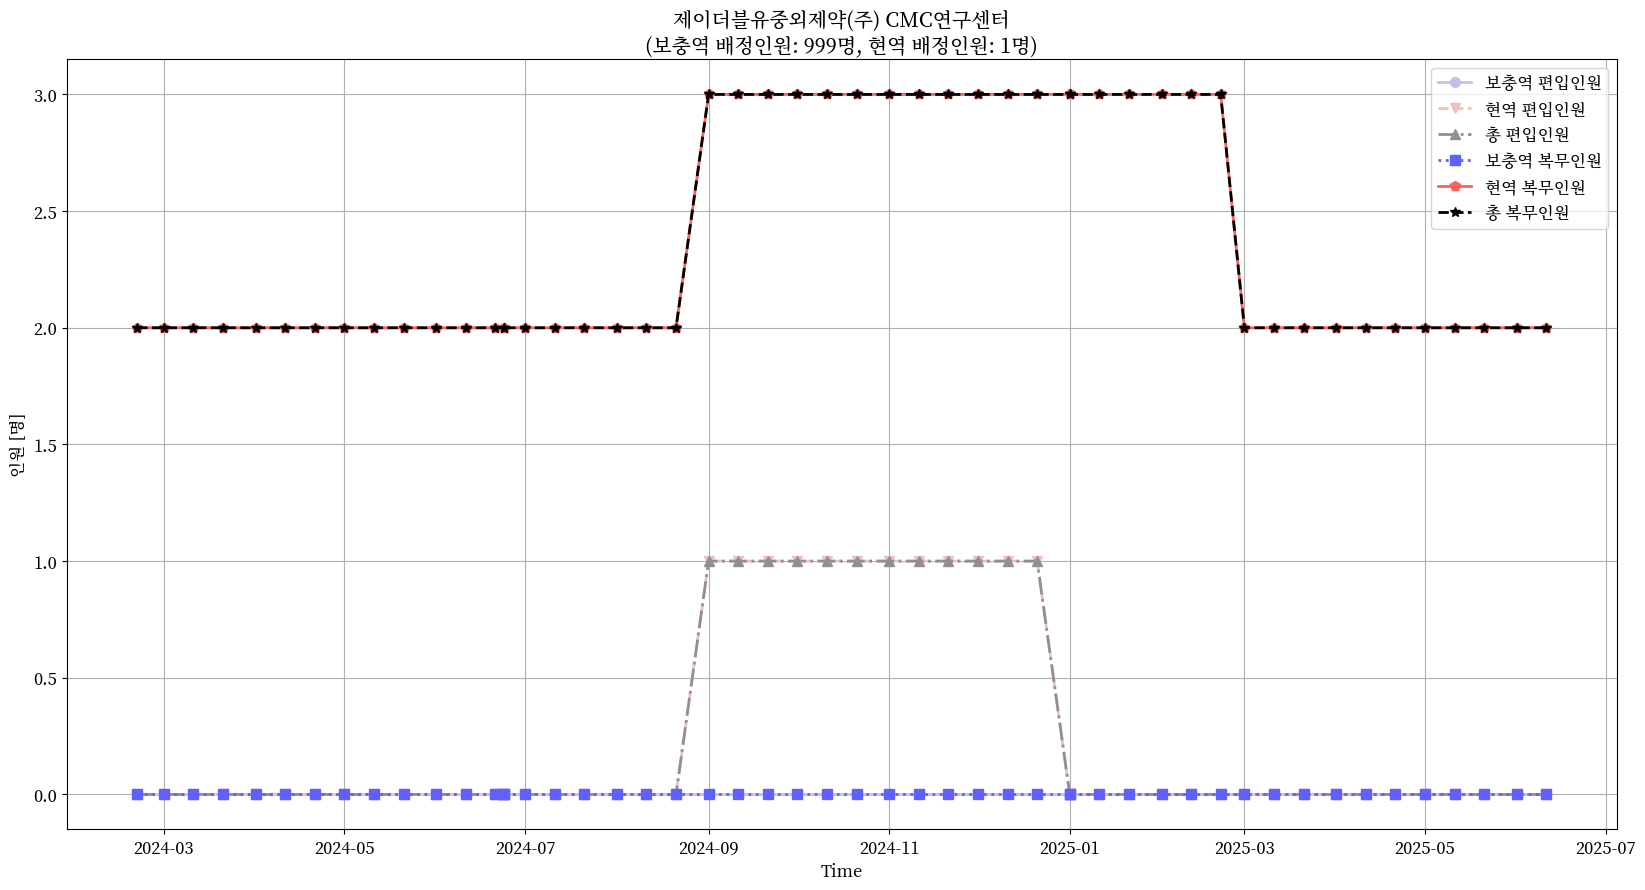 제이더블유중외제약(주) CMC연구센터
(보충역 배정인원: 999명, 현역 배정인원: 1명)
보충역 편입인원
현역 편입인원
총 편입인원
보충역 복무인원
현역 복무인원
총 복무인원
인원 [명]
3.0
2.5
2.0
1.5
1.0
0.5
0.0
2024-03
2024-05
2024-07
2024-09
2024-11
2025-01
2025-03
2025-05
2025-07
Time